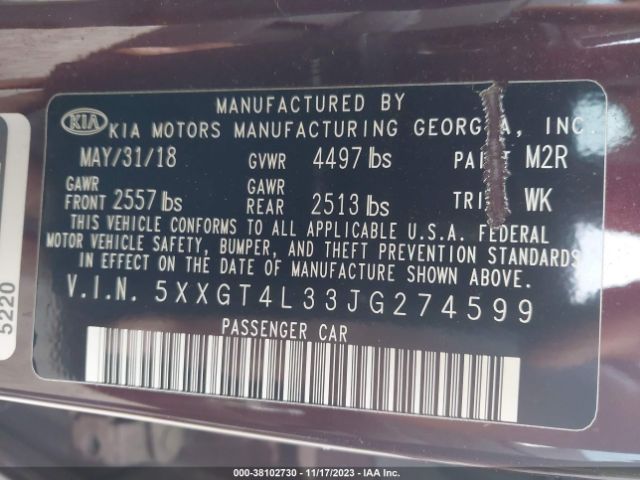 MANUFACTURED BY
KIA KIA MOTORS MANUFACTURING GEORGIA, INC.
MAY/31/18 GVWR 4497 lbs PAINT M2R
GAWR FRONT 2557 lbs GAWR REAR 2513 lbs TRIM WK
THIS VEHICLE CONFORMS TO ALL APPLICABLE U.S.A. FEDERAL
MOTOR VEHICLE SAFETY, BUMPER, AND THEFT PREVENTION STANDARDS
IN EFFECT ON THE DATE OF MANUFACTURE SHOWN ABOVE.
V.I.N. 5XXGT4L33JG274599
PASSENGER CAR
5220
000-38102730 - 11/17/2023 - IAA Inc.